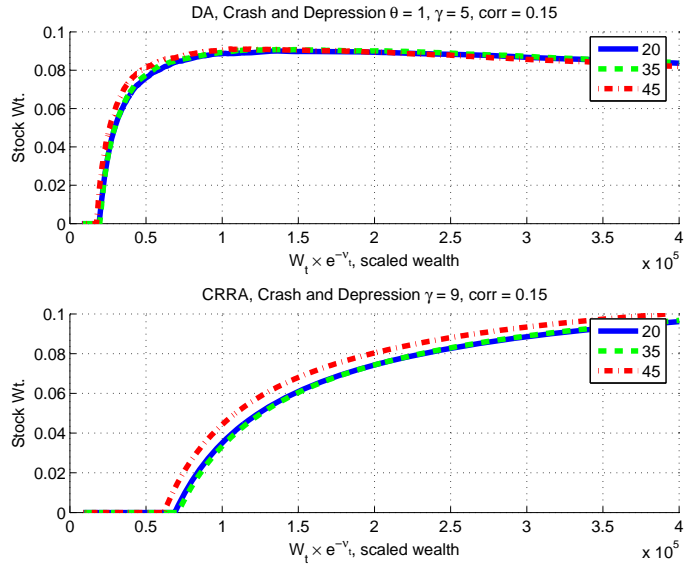 DA, Crash and Depression θ = 1, γ = 5, corr = 0.15
0.1
0.08
0.06
0.04
0.02
0
Stock Wt.
20
35
45
0 0.5 1 1.5 2 2.5 3 3.5 4
x 10^5
W_t × e^{-ν_t}, scaled wealth
CRRA, Crash and Depression γ = 9, corr = 0.15
0.1
0.08
0.06
0.04
0.02
0
Stock Wt.
20
35
45
0 0.5 1 1.5 2 2.5 3 3.5 4
x 10^5
W_t × e^{-ν_t}, scaled wealth